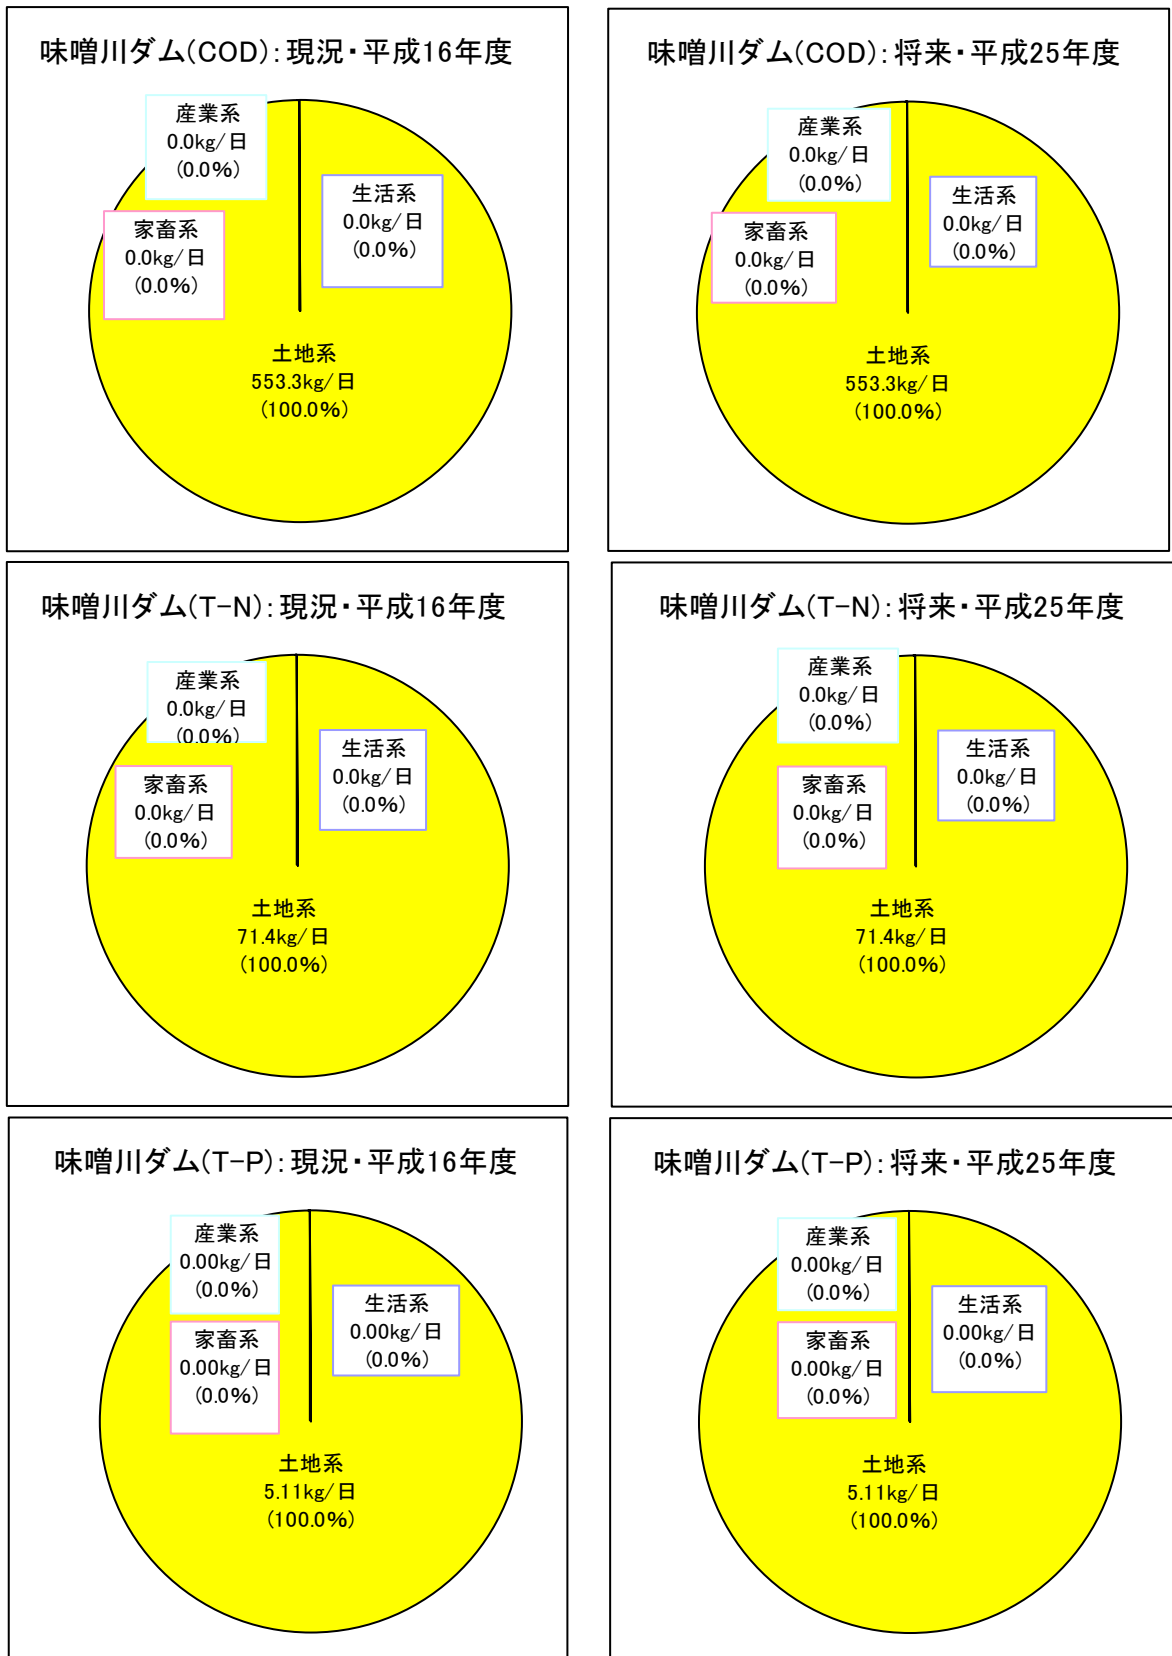 味噌川ダム(COD):現況・平成16年度
産業系
0.0kg/日
(0.0%)
生活系
0.0kg/日
(0.0%)
家畜系
0.0kg/日
(0.0%)
土地系
553.3kg/日
(100.0%)
味噌川ダム(COD):将来・平成25年度
産業系
0.0kg/日
(0.0%)
生活系
0.0kg/日
(0.0%)
家畜系
0.0kg/日
(0.0%)
土地系
553.3kg/日
(100.0%)
味噌川ダム(T-N):現況・平成16年度
産業系
0.0kg/日
(0.0%)
生活系
0.0kg/日
(0.0%)
家畜系
0.0kg/日
(0.0%)
土地系
71.4kg/日
(100.0%)
味噌川ダム(T-N):将来・平成25年度
産業系
0.0kg/日
(0.0%)
生活系
0.0kg/日
(0.0%)
家畜系
0.0kg/日
(0.0%)
土地系
71.4kg/日
(100.0%)
味噌川ダム(T-P):現況・平成16年度
産業系
0.00kg/日
(0.0%)
生活系
0.00kg/日
(0.0%)
家畜系
0.00kg/日
(0.0%)
土地系
5.11kg/日
(100.0%)
味噌川ダム(T-P):将来・平成25年度
産業系
0.00kg/日
(0.0%)
生活系
0.00kg/日
(0.0%)
家畜系
0.00kg/日
(0.0%)
土地系
5.11kg/日
(100.0%)